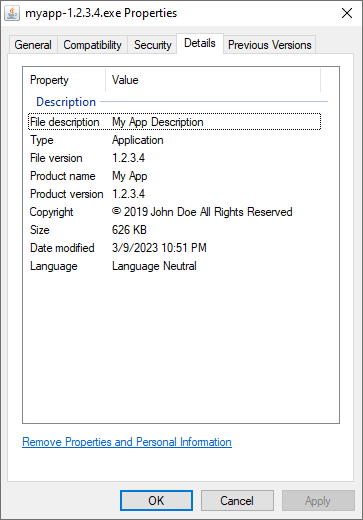 myapp-1.2.3.4.exe Properties
General Compatibility Security Details Previous Versions
Property Value
Description
File description My App Description
Type Application
File version 1.2.3.4
Product name My App
Product version 1.2.3.4
Copyright © 2019 John Doe All Rights Reserved
Size 626 KB
Date modified 3/9/2023 10:51 PM
Language Language Neutral
Remove Properties and Personal Information
OK Cancel Apply